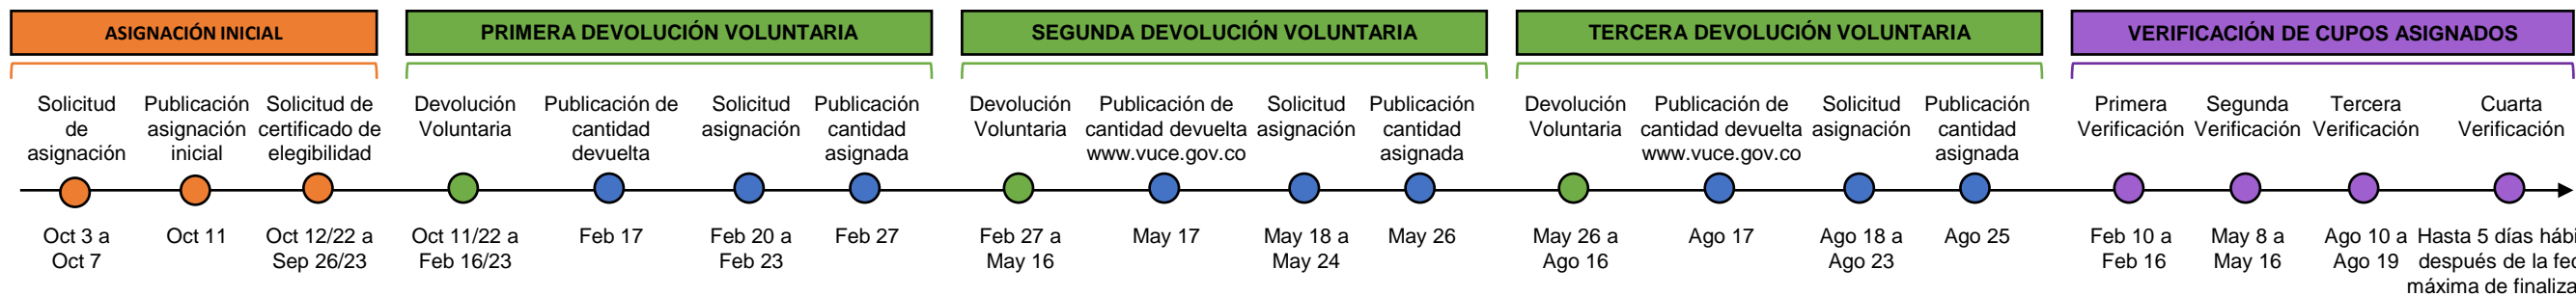 ASIGNACIÓN INICIAL
Solicitud
de
asignación
Publicación
asignación
inicial
Solicitud de
certificado de
elegibilidad
Oct 3 a
Oct 7
Oct 11
Oct 12/22 a
Sep 26/23
PRIMERA DEVOLUCIÓN VOLUNTARIA
Devolución
Voluntaria
Publicación de
cantidad
devuelta
Solicitud
asignación
Publicación
cantidad
asignada
Oct 11/22 a
Feb 16/23
Feb 17
Feb 20 a
Feb 23
Feb 27
SEGUNDA DEVOLUCIÓN VOLUNTARIA
Devolución
Voluntaria
Publicación de
cantidad devuelta
www.vuce.gov.co
Solicitud
asignación
Publicación
cantidad
asignada
Feb 27 a
May 16
May 17
May 18 a
May 24
May 26
TERCERA DEVOLUCIÓN VOLUNTARIA
Devolución
Voluntaria
Publicación de
cantidad devuelta
www.vuce.gov.co
Solicitud
asignación
Publicación
cantidad
asignada
May 26 a
Ago 16
Ago 17
Ago 18 a
Ago 23
Ago 25
VERIFICACIÓN DE CUPOS ASIGNADOS
Primera
Verificación
Segunda
Verificación
Tercera
Verificación
Cuarta
Verificación
Feb 10 a
Feb 16
May 8 a
May 16
Ago 10 a
Ago 19
Hasta 5 días
después de la
máxima de